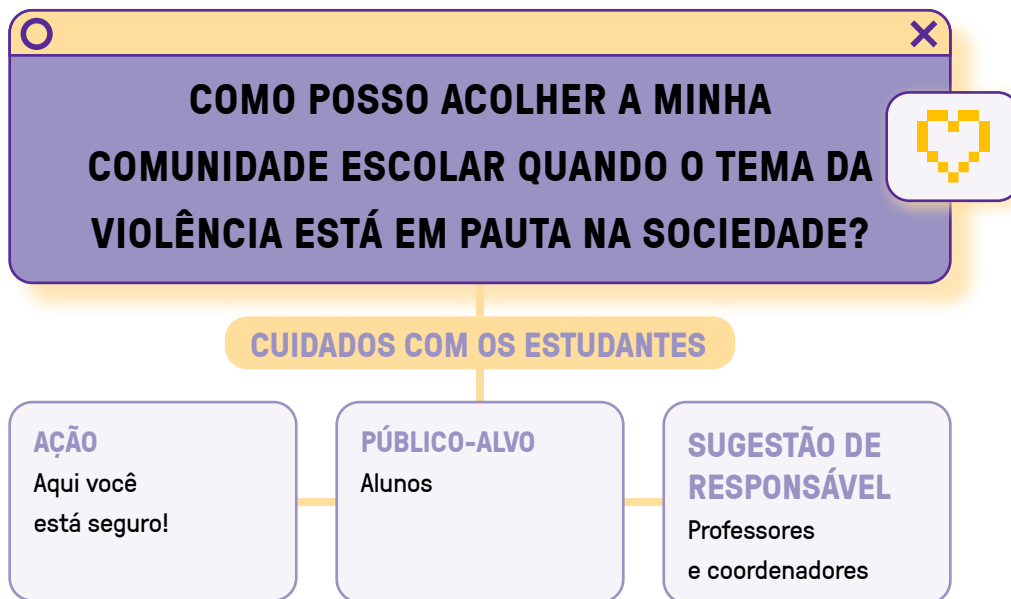 COMO POSSO ACOLHER A MINHA
COMUNIDADE ESCOLAR QUANDO O TEMA DA
VIOLÊNCIA ESTÁ EM PAUTA NA SOCIEDADE?
CUIDADOS COM OS ESTUDANTES
AÇÃO
Aqui você
está seguro!
PÚBLICO-ALVO
Alunos
SUGESTÃO DE
RESPONSÁVEL
Professores
e coordenadores